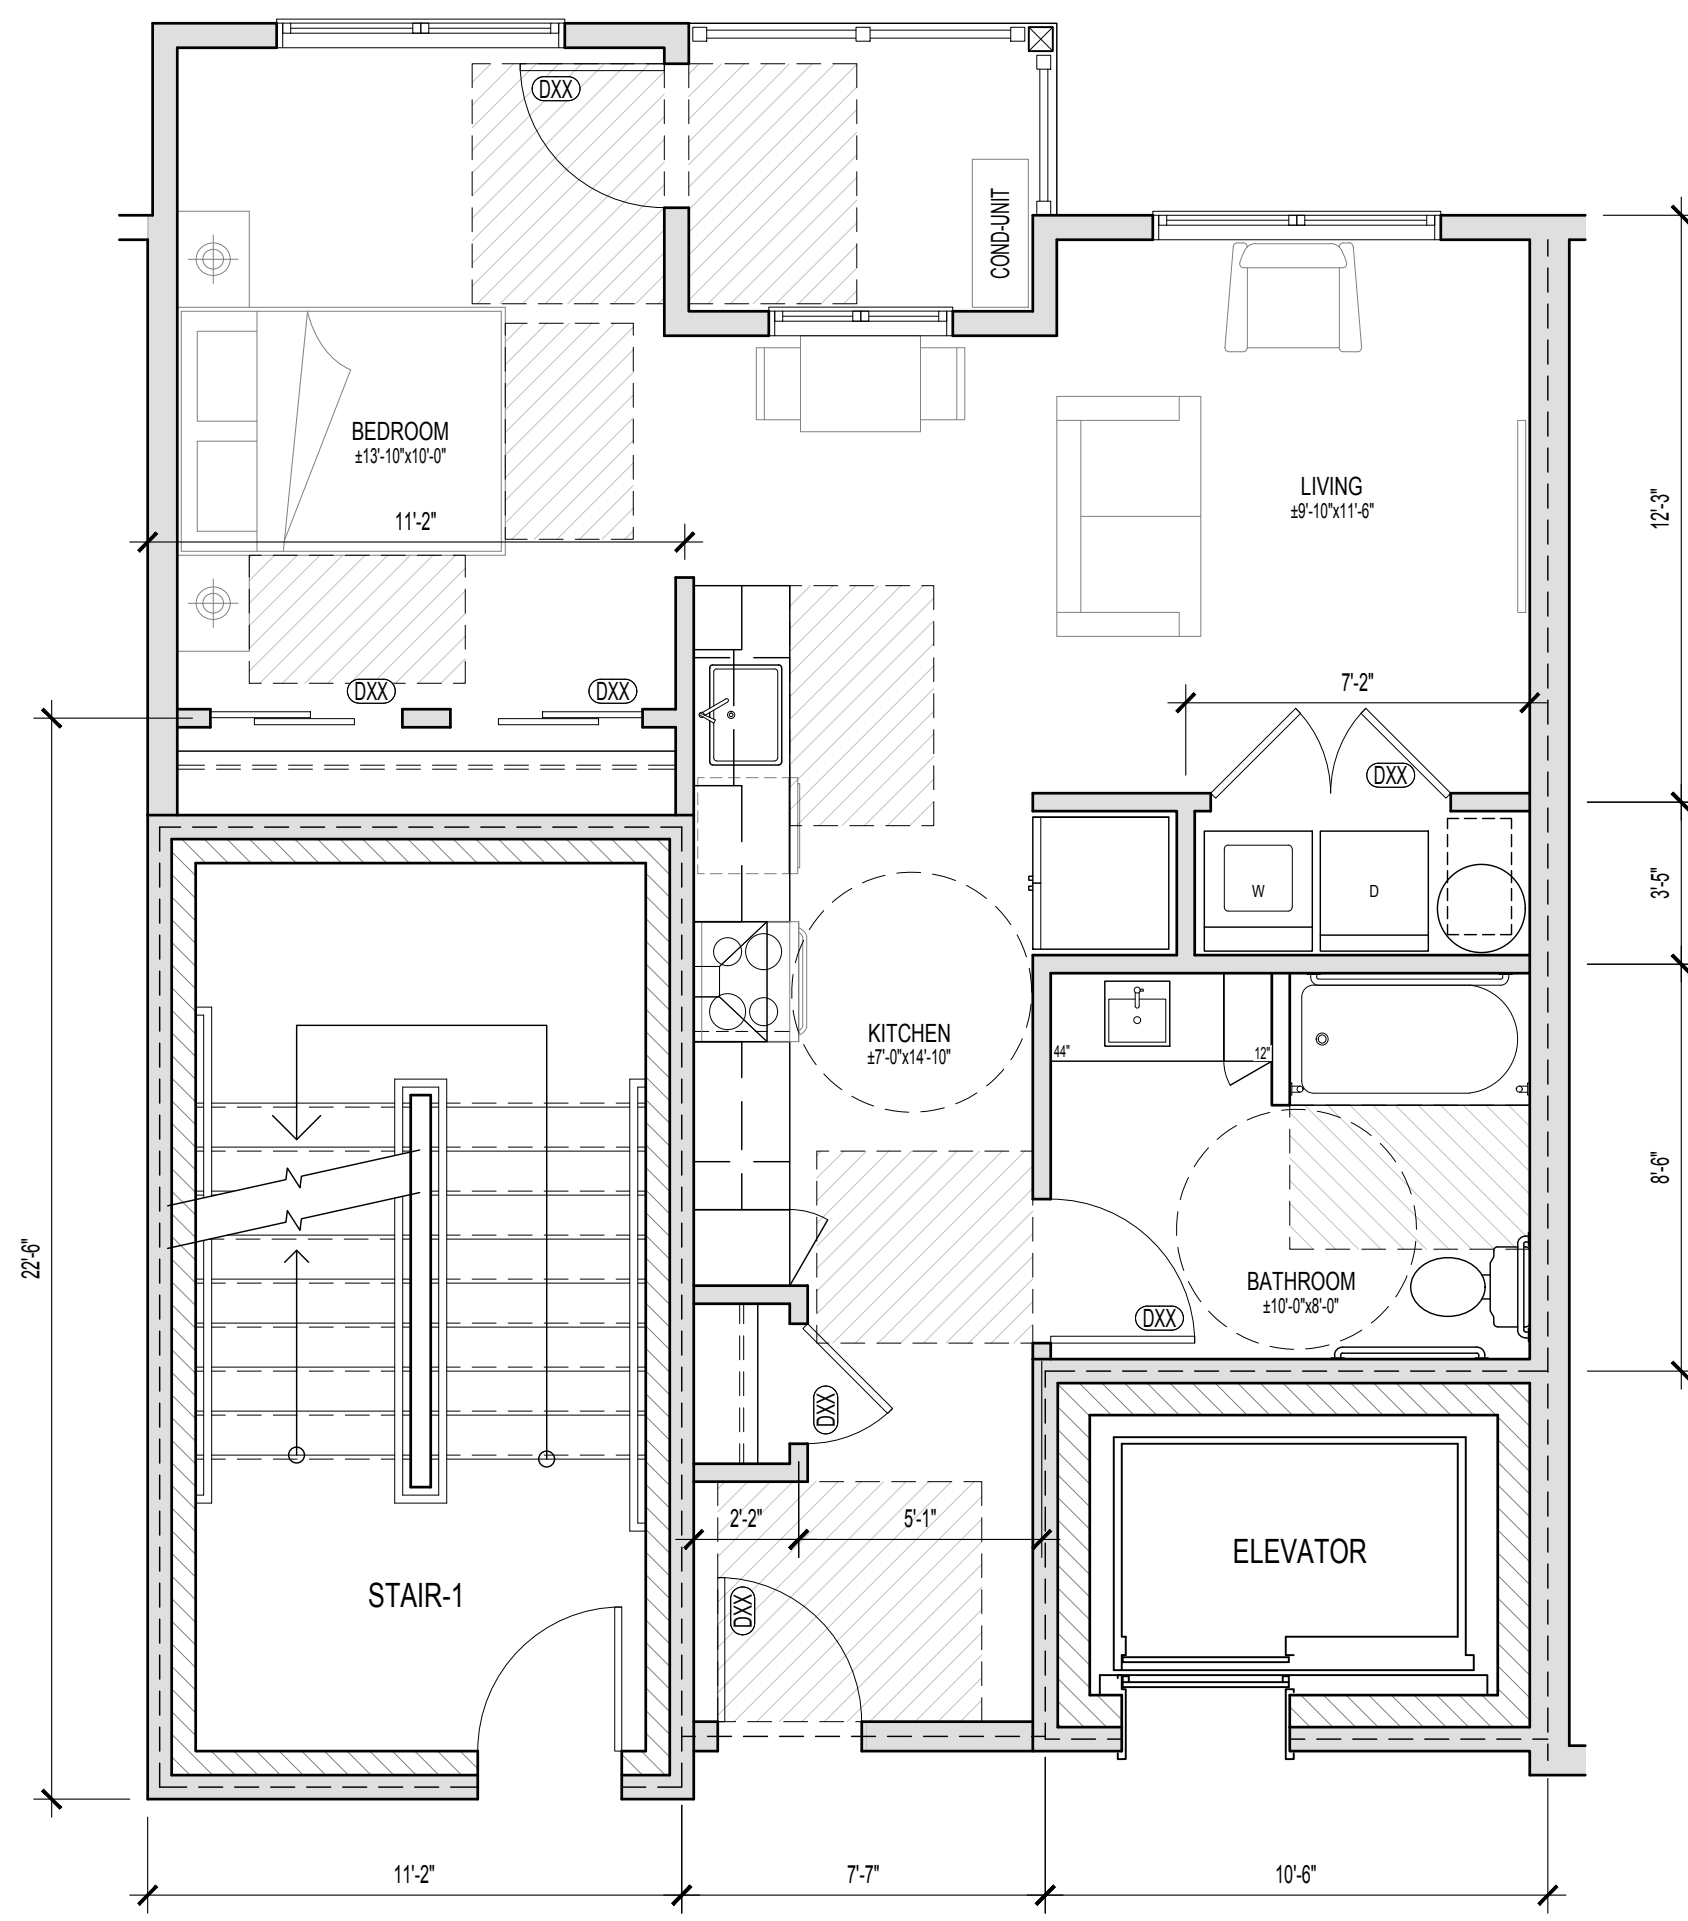 DXX
COND-UNIT
BEDROOM
±13'-10"x10'-0"
11'-2"
LIVING
±9'-10"x11'-6"
12'-3"
7'-2"
DXX
DXX
DXX
W
D
3'-5"
KITCHEN
±7'-0"x14'-10"
44"
12"
8'-6"
22'-6"
BATHROOM
±10'-0"x8'-0"
DXX
DXX
2'-2"
5'-1"
ELEVATOR
STAIR-1
DXX
11'-2"
7'-7"
10'-6"